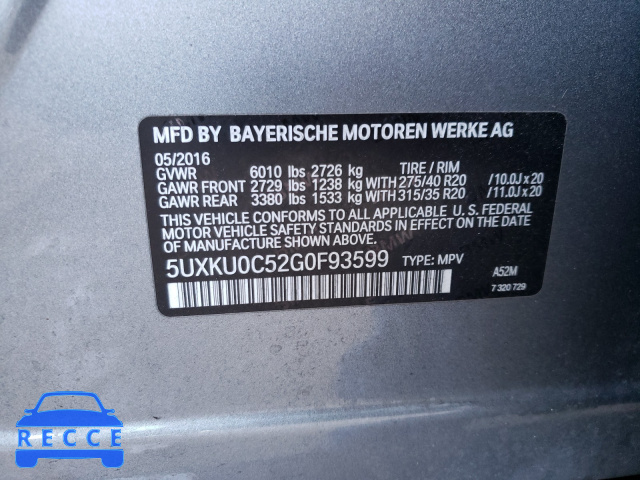 MFD BY BAYERISCHE MOTOREN WERKE AG
05/2016
GVWR 6010 lbs 2726 kg TIRE / RIM
GAWR FRONT 2729 lbs 1238 kg WITH 275/40 R20 /10.0J x 20
GAWR REAR 3380 lbs 1533 kg WITH 315/35 R20 /11.0J x 20
THIS VEHICLE CONFORMS TO ALL APPLICABLE U. S. FEDERAL
MOTOR VEHICLE SAFETY STANDARDS IN EFFECT ON THE
DATE OF MANUFACTURE SHOWN ABOVE.
5UXKU0C52G0F93599 TYPE: MPV A52M
7 320 729
RECCE